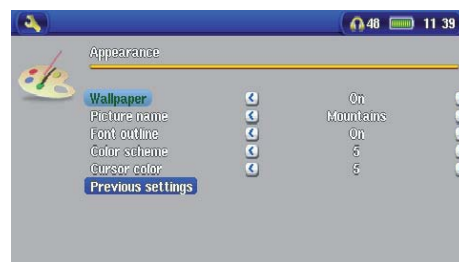 48 11 39
Appearance
Wallpaper On
Picture name Mountains
Font outline On
Color scheme 5
Cursor color 5
Previous settings